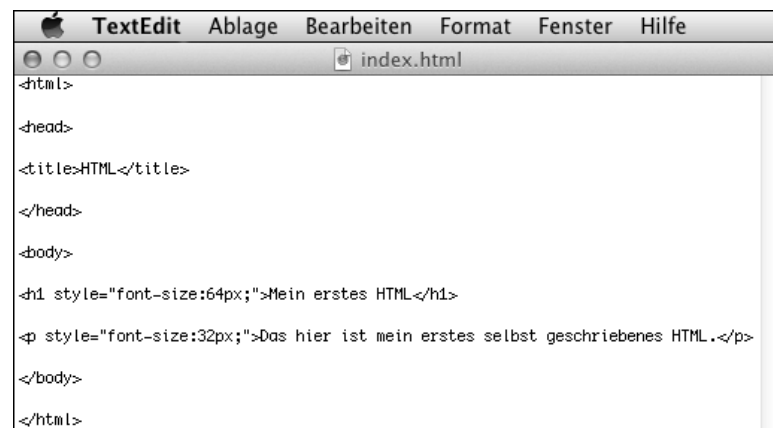 TextEdit Ablage Bearbeiten Format Fenster Hilfe
index.html
<html>
<head>
<title>HTML</title>
</head>
<body>
<h1 style="font-size:64px;">Mein erstes HTML</h1>
<p style="font-size:32px;">Das hier ist mein erstes selbst geschriebenes HTML.</p>
</body>
</html>